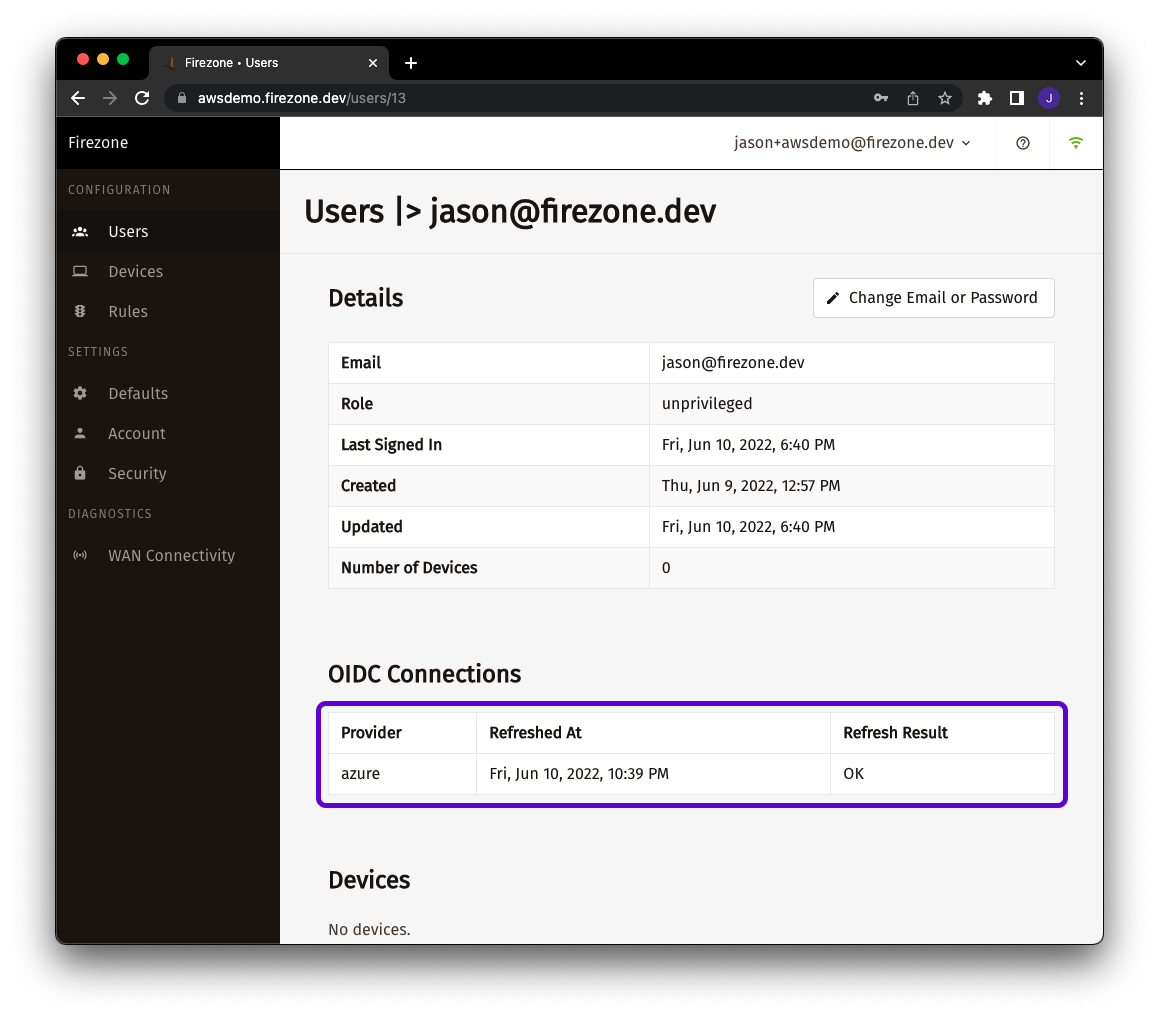 Firezone • Users
awsdemo.firezone.dev/users/13
J
Firezone
jason+awsdemo@firezone.dev
CONFIGURATION
Users
Devices
Rules
SETTINGS
Defaults
Account
Security
DIAGNOSTICS
WAN Connectivity
Users |> jason@firezone.dev
Details
Change Email or Password
Email jason@firezone.dev
Role unprivileged
Last Signed In Fri, Jun 10, 2022, 6:40 PM
Created Thu, Jun 9, 2022, 12:57 PM
Updated Fri, Jun 10, 2022, 6:40 PM
Number of Devices 0
OIDC Connections
Provider Refreshed At Refresh Result
azure Fri, Jun 10, 2022, 10:39 PM OK
Devices
No devices.